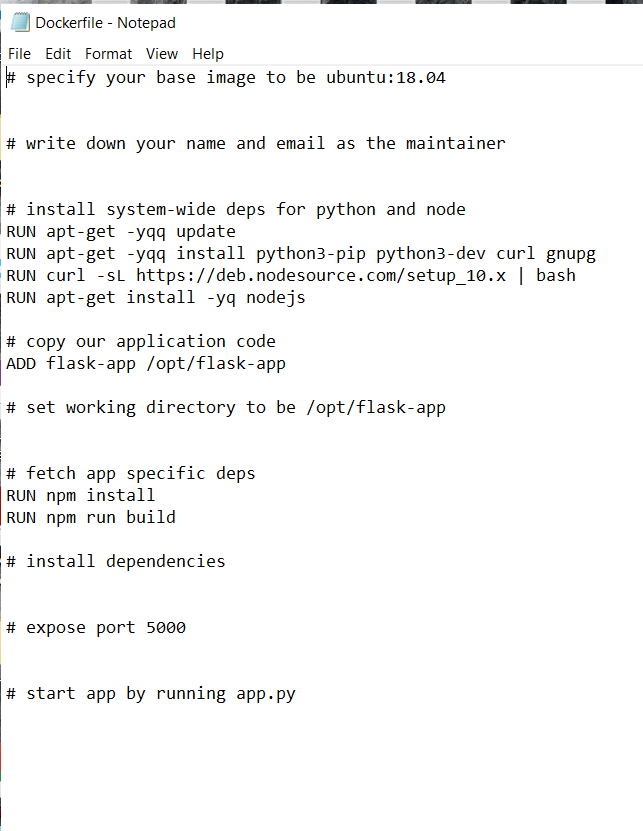 Dockerfile - Notepad
File Edit Format View Help
# specify your base image to be ubuntu:18.04
# write down your name and email as the maintainer
# install system-wide deps for python and node
RUN apt-get -yqq update
RUN apt-get -yqq install python3-pip python3-dev curl gnupg
RUN curl -sL https://deb.nodesource.com/setup_10.x | bash
RUN apt-get install -yq nodejs
# copy our application code
ADD flask-app /opt/flask-app
# set working directory to be /opt/flask-app
# fetch app specific deps
RUN npm install
RUN npm run build
# install dependencies
# expose port 5000
# start app by running app.py